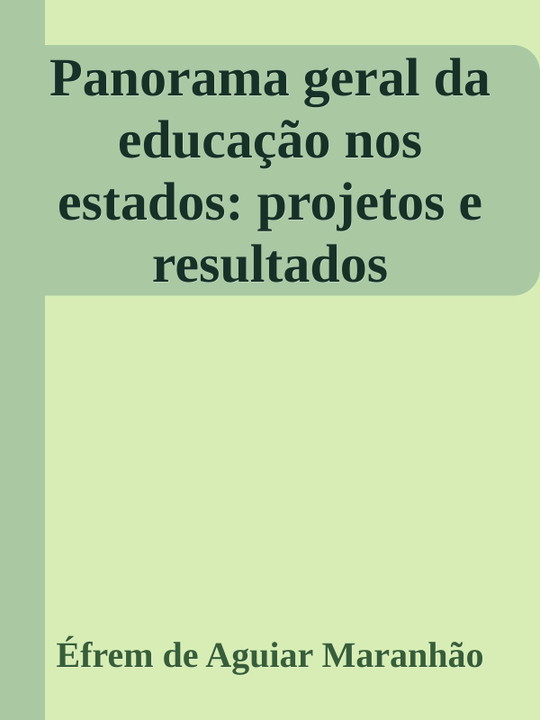 Panorama geral da
educação nos
estados: projetos e
resultados
Éfrem de Aguiar Maranhão